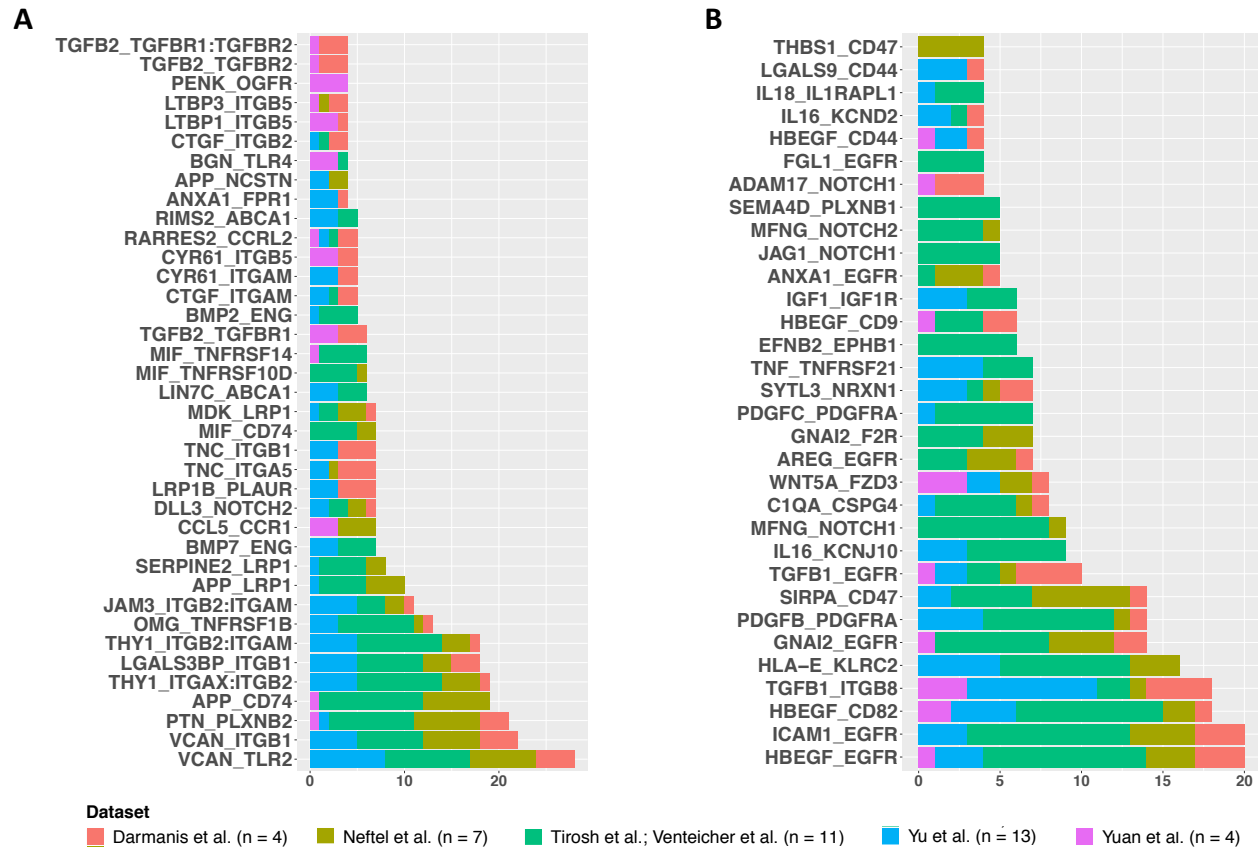 A
TGFB2_TGFBR1:TGFBR2
TGFB2_TGFBR2
PENK_OGFR
LTBP3_ITGB5
LTBP1_ITGB5
CTGF_ITGB2
BGN_TLR4
APP_NCSTN
ANXA1_FPR1
RIMS2_ABCA1
RARRES2_CCRL2
CYR61_ITGB5
CYR61_ITGAM
CTGF_ITGAM
BMP2_ENG
TGFB2_TGFBR1
MIF_TNFRSF14
MIF_TNFRSF10D
LIN7C_ABCA1
MDK_LRP1
MIF_CD74
TNC_ITGB1
TNC_ITGA5
LRP1B_PLAUR
DLL3_NOTCH2
CCL5_CCR1
BMP7_ENG
SERPINE2_LRP1
APP_LRP1
JAM3_ITGB2:ITGAM
OMG_TNFRSF1B
THY1_ITGB2:ITGAM
LGALS3BP_ITGB1
THY1_ITGAX:ITGB2
APP_CD74
PTN_PLXNB2
VCAN_ITGB1
VCAN_TLR2
0 10 20
B
THBS1_CD47
LGALS9_CD44
IL18_IL1RAPL1
IL16_KCND2
HBEGF_CD44
FGL1_EGFR
ADAM17_NOTCH1
SEMA4D_PLXNB1
MFNG_NOTCH2
JAG1_NOTCH1
ANXA1_EGFR
IGF1_IGF1R
HBEGF_CD9
EFNB2_EPHB1
TNF_TNFRSF21
SYTL3_NRXN1
PDGFC_PDGFRA
GNAI2_F2R
AREG_EGFR
WNT5A_FZD3
C1QA_CSPG4
MFNG_NOTCH1
IL16_KCNJ10
TGFB1_EGFR
SIRPA_CD47
PDGFB_PDGFRA
GNAI2_EGFR
HLA−E_KLRC2
TGFB1_ITGB8
HBEGF_CD82
ICAM1_EGFR
HBEGF_EGFR
0 5 10 15 20
Dataset
Darmanis et al. (n = 4) Neftel et al. (n = 7) Tirosh et al.; Venteicher et al. (n = 11) Yu et al. (n = 13) Yuan et al. (n = 4)